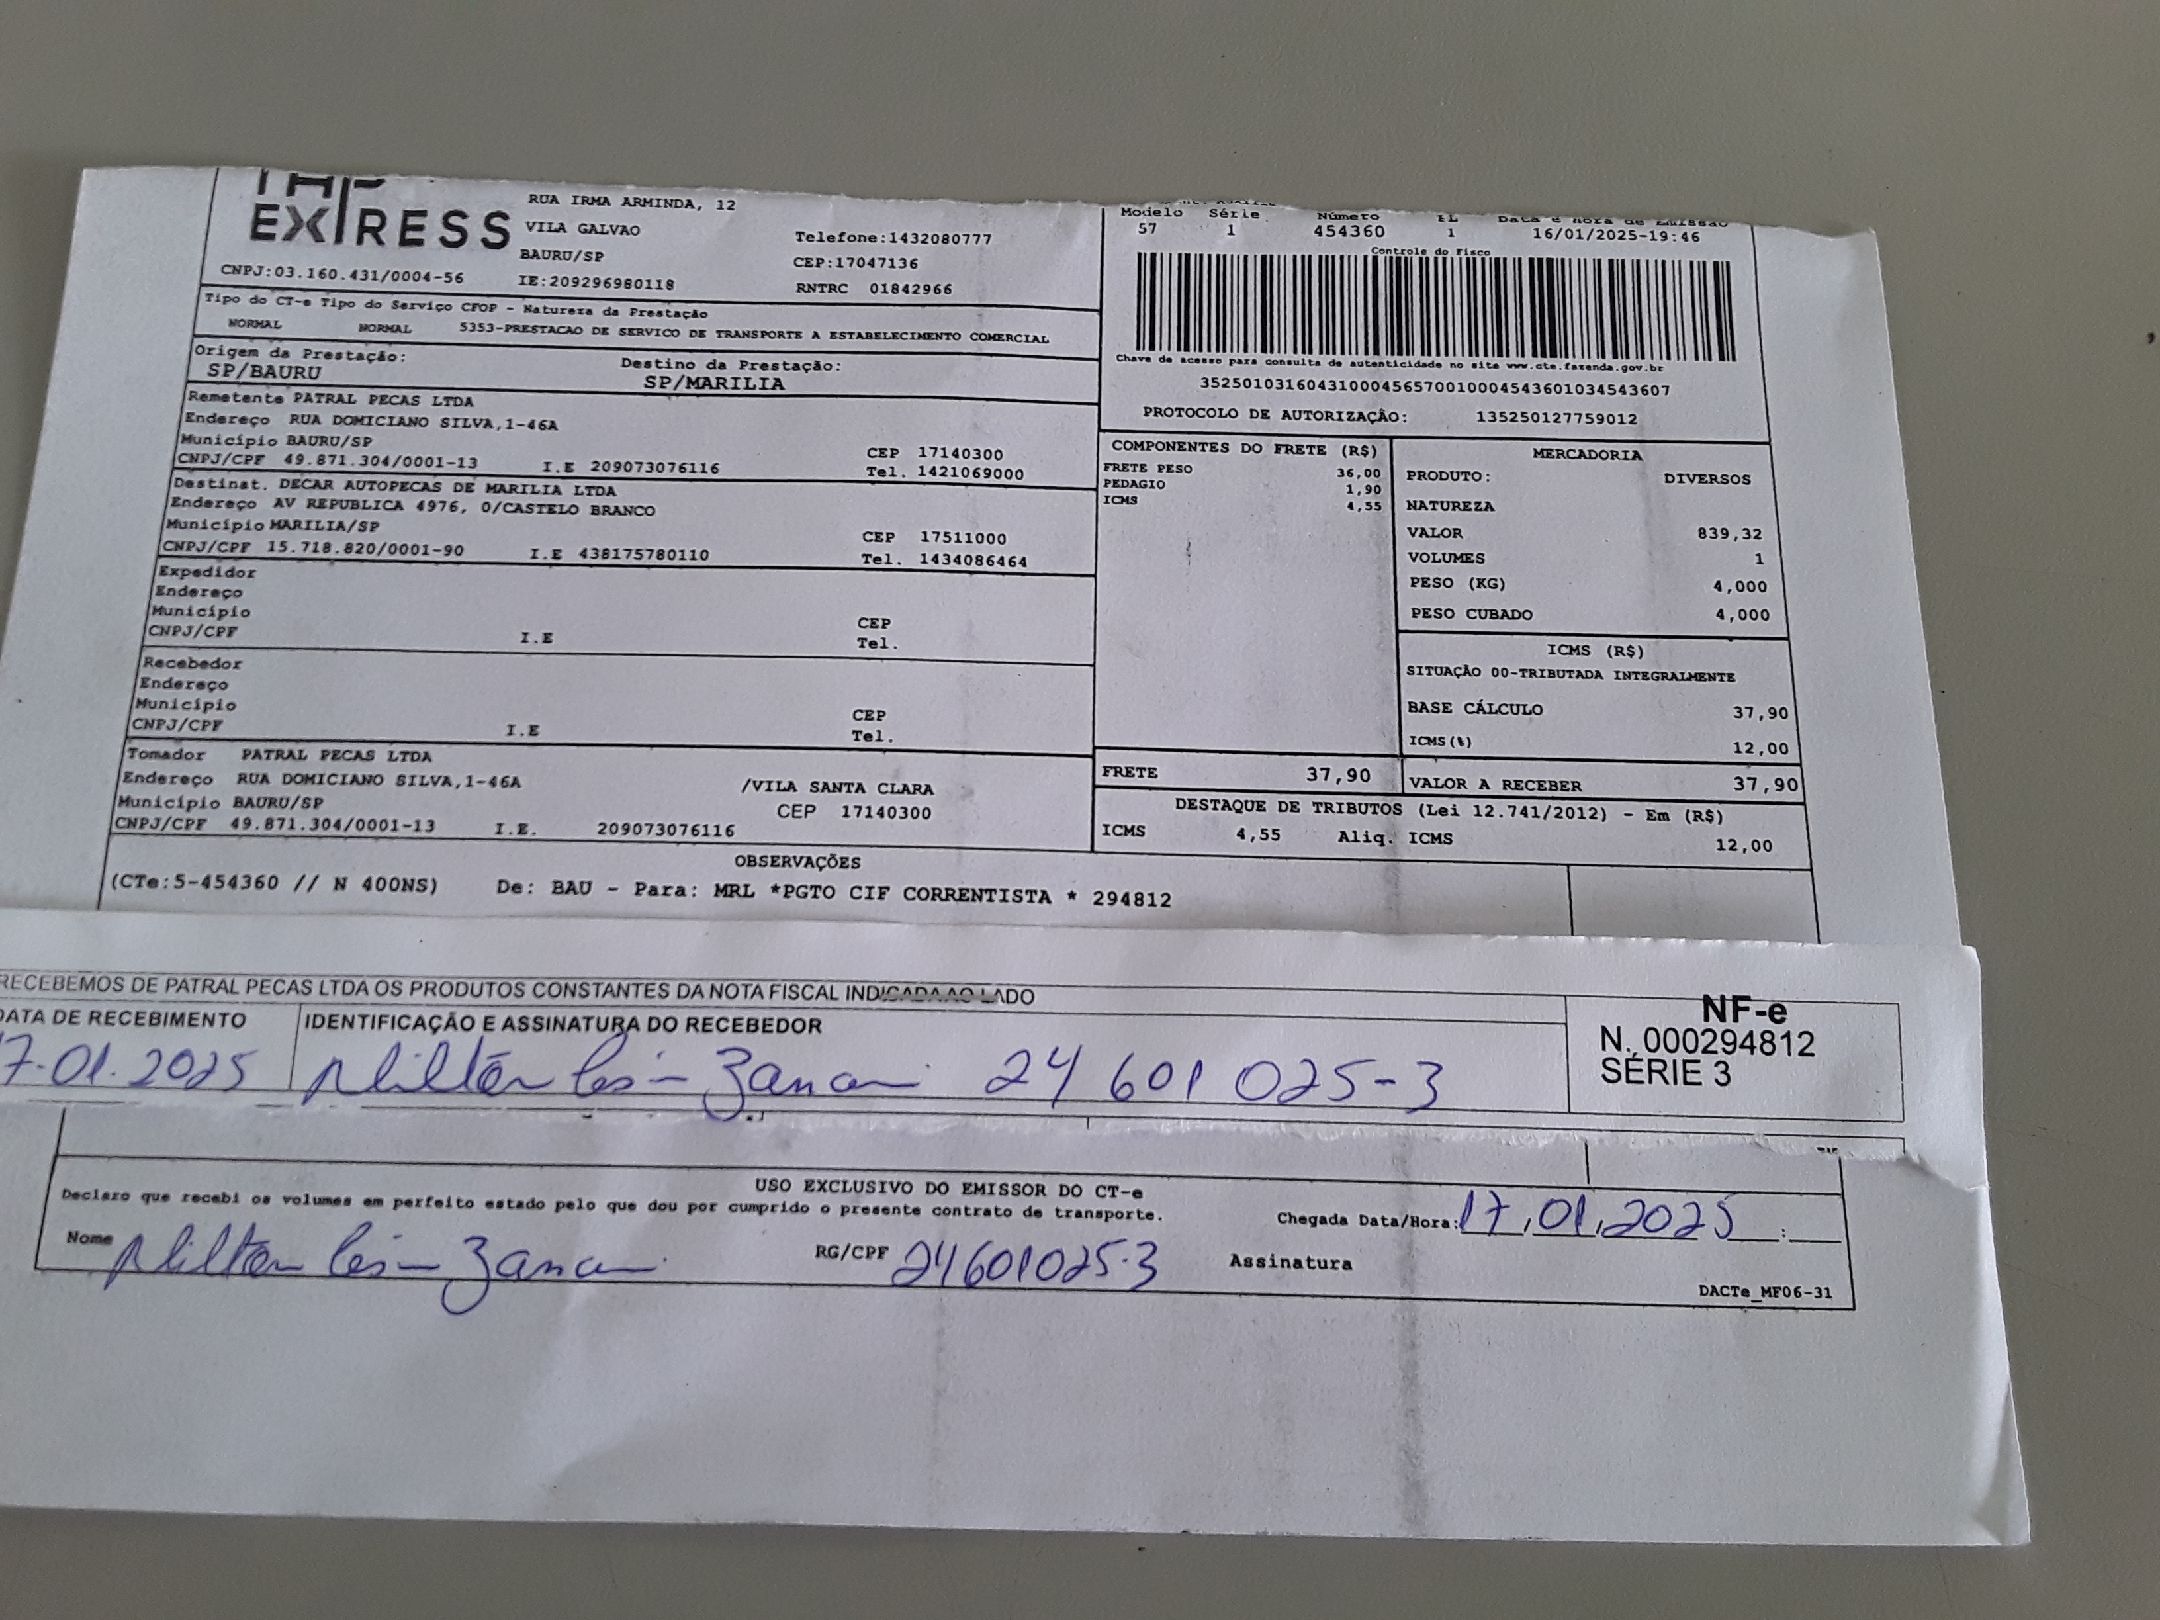 EXPRESS
RUA IRMA ARMINDA, 12
VILA GALVAO
BAURU/SP
Telefone:1432080777
CEP:17047136
CNPJ:03.160.431/0004-56 IE:209296980118 RNTRC 01842966
Tipo do CT-e Tipo do Serviço CFOP - Natureza da Prestação
NORMAL NORMAL 5353-PRESTACAO DE SERVICO DE TRANSPORTE A ESTABELECIMENTO COMERCIAL
Origem da Prestação: Destino da Prestação:
SP/BAURU SP/MARILIA
Remetente PATRAL PECAS LTDA
Endereço RUA DOMICIANO SILVA,1-46A
Município BAURU/SP CEP 17140300
CNPJ/CPF 49.871.304/0001-13 I.E 209073076116 Tel. 1421069000
Destinat. DECAR AUTOPECAS DE MARILIA LTDA
Endereço AV REPUBLICA 4976, 0/CASTELO BRANCO
Município MARILIA/SP CEP 17511000
CNPJ/CPF 15.718.820/0001-90 I.E 438175780110 Tel. 1434086464
Expedidor
Endereço
Município CEP
CNPJ/CPF I.E Tel.
Recebedor
Endereço
Município CEP
CNPJ/CPF I.E Tel.
Tomador PATRAL PECAS LTDA
Endereço RUA DOMICIANO SILVA,1-46A /VILA SANTA CLARA
Município BAURU/SP CEP 17140300
CNPJ/CPF 49.871.304/0001-13 I.E. 209073076116
Modelo Série Número FL Data e Hora de Emissão
57 1 454360 1 16/01/2025-19:46
Controle do Fisco
Chave de acesso para consulta de autenticidade no site www.cte.fazenda.gov.br
35250103160431000456570010004543601034543607
PROTOCOLO DE AUTORIZAÇÃO: 135250127759012
COMPONENTES DO FRETE (R$)
FRETE PESO 36,00
PEDAGIO 1,90
ICMS 4,55
MERCADORIA
PRODUTO: DIVERSOS
NATUREZA
VALOR 839,32
VOLUMES 1
PESO (KG) 4,000
PESO CUBADO 4,000
ICMS (R$)
SITUAÇÃO 00-TRIBUTADA INTEGRALMENTE
BASE CÁLCULO 37,90
ICMS(%) 12,00
FRETE 37,90 VALOR A RECEBER 37,90
DESTAQUE DE TRIBUTOS (Lei 12.741/2012) - Em (R$)
ICMS 4,55 Aliq. ICMS 12,00
OBSERVAÇÕES
(CTe:5-454360 // N 400NS) De: BAU - Para: MRL *PGTO CIF CORRENTISTA * 294812
RECEBEMOS DE PATRAL PECAS LTDA OS PRODUTOS CONSTANTES DA NOTA FISCAL INDICADA AO LADO
DATA DE RECEBIMENTO IDENTIFICAÇÃO E ASSINATURA DO RECEBEDOR
17.01.2025 24 601 025-3
NF-e
N. 000294812
SÉRIE 3
USO EXCLUSIVO DO EMISSOR DO CT-e
Declaro que recebi os volumes em perfeito estado pelo que dou por cumprido o presente contrato de transporte.
Chegada Data/Hora: 17,01,2025 :
Nome RG/CPF 24601025-3 Assinatura
DACTe_MF06-31